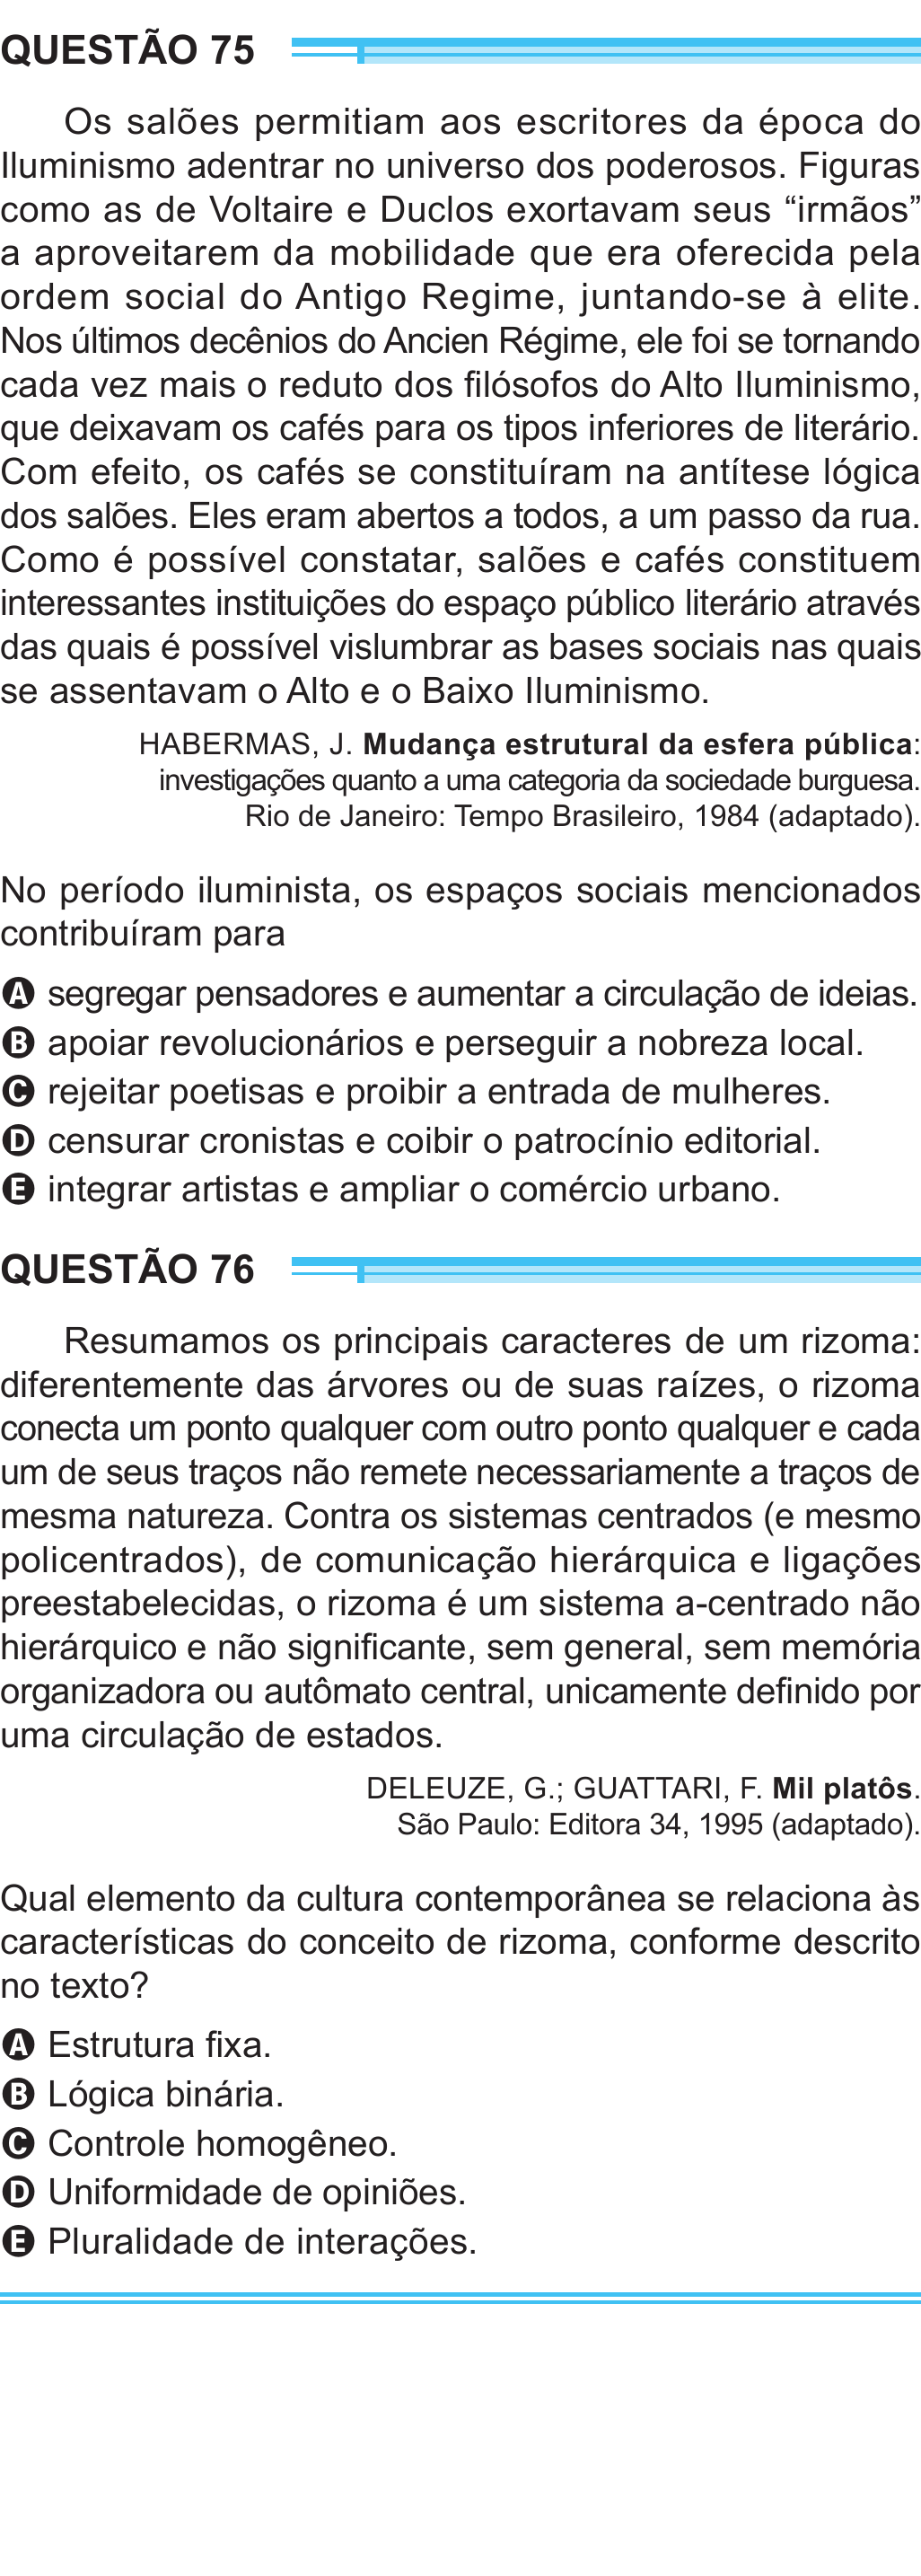 QUESTÃO 75
Os salões permitiam aos escritores da época do
Iluminismo adentrar no universo dos poderosos. Figuras
como as de Voltaire e Duclos exortavam seus “irmãos”
a aproveitarem da mobilidade que era oferecida pela
ordem social do Antigo Regime, juntando-se à elite.
Nos últimos decênios do Ancien Régime, ele foi se tornando
cada vez mais o reduto dos filósofos do Alto Iluminismo,
que deixavam os cafés para os tipos inferiores de literário.
Com efeito, os cafés se constituíram na antítese lógica
dos salões. Eles eram abertos a todos, a um passo da rua.
Como é possível constatar, salões e cafés constituem
interessantes instituições do espaço público literário através
das quais é possível vislumbrar as bases sociais nas quais
se assentavam o Alto e o Baixo Iluminismo.
HABERMAS, J. Mudança estrutural da esfera pública:
investigações quanto a uma categoria da sociedade burguesa.
Rio de Janeiro: Tempo Brasileiro, 1984 (adaptado).
No período iluminista, os espaços sociais mencionados
contribuíram para
A segregar pensadores e aumentar a circulação de ideias.
B apoiar revolucionários e perseguir a nobreza local.
C rejeitar poetisas e proibir a entrada de mulheres.
D censurar cronistas e coibir o patrocínio editorial.
E integrar artistas e ampliar o comércio urbano.
QUESTÃO 76
Resumamos os principais caracteres de um rizoma:
diferentemente das árvores ou de suas raízes, o rizoma
conecta um ponto qualquer com outro ponto qualquer e cada
um de seus traços não remete necessariamente a traços de
mesma natureza. Contra os sistemas centrados (e mesmo
policentrados), de comunicação hierárquica e ligações
preestabelecidas, o rizoma é um sistema a-centrado não
hierárquico e não significante, sem general, sem memória
organizadora ou autômato central, unicamente definido por
uma circulação de estados.
DELEUZE, G.; GUATTARI, F. Mil platôs.
São Paulo: Editora 34, 1995 (adaptado).
Qual elemento da cultura contemporânea se relaciona às
características do conceito de rizoma, conforme descrito
no texto?
A Estrutura fixa.
B Lógica binária.
C Controle homogêneo.
D Uniformidade de opiniões.
E Pluralidade de interações.